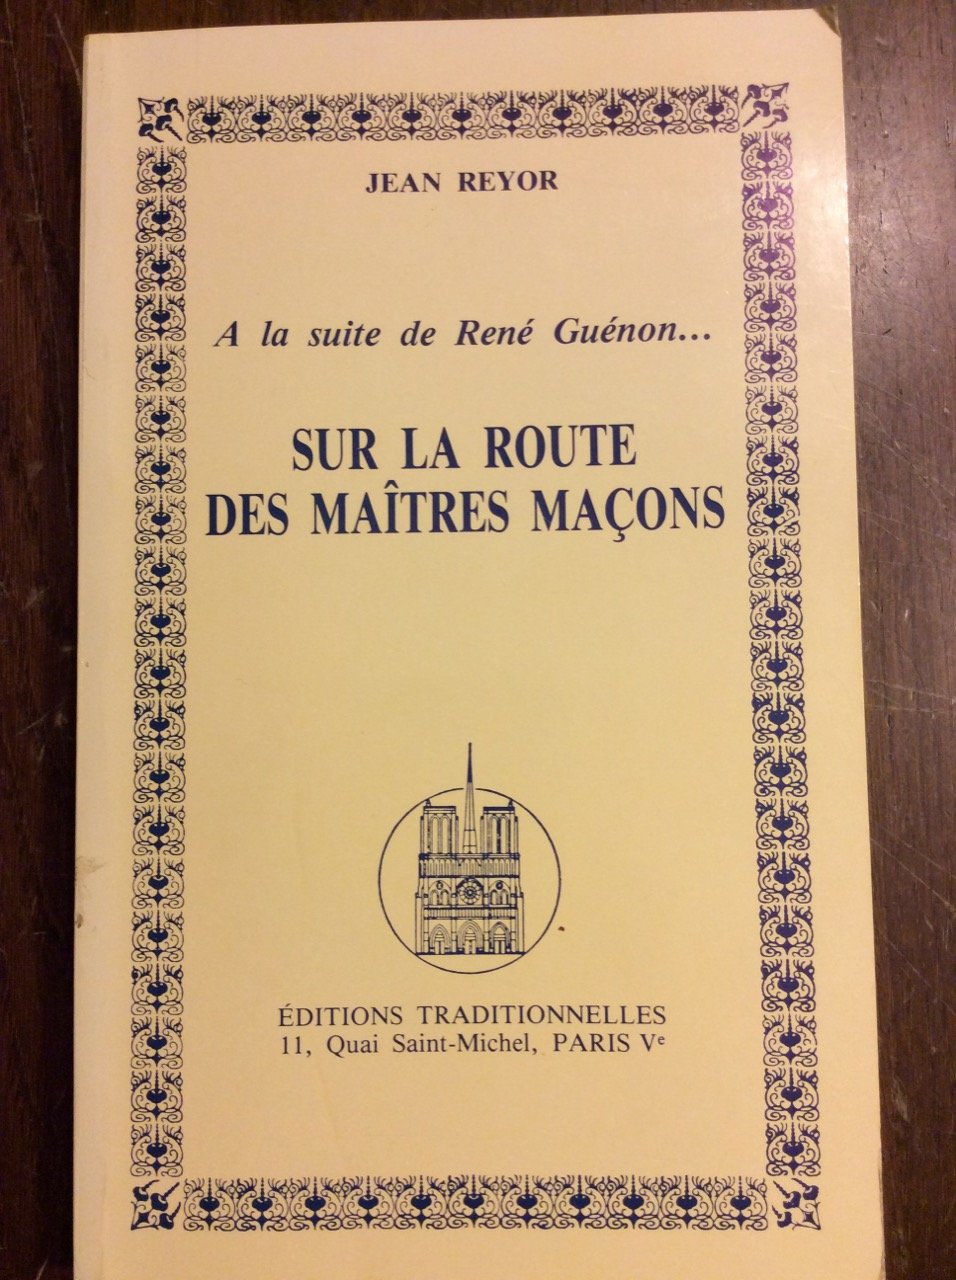 JEAN REYOR
A la suite de René Guénon...
SUR LA ROUTE
DES MAÎTRES MAÇONS
ÉDITIONS TRADITIONNELLES
11, Quai Saint-Michel, PARIS Vᵉ